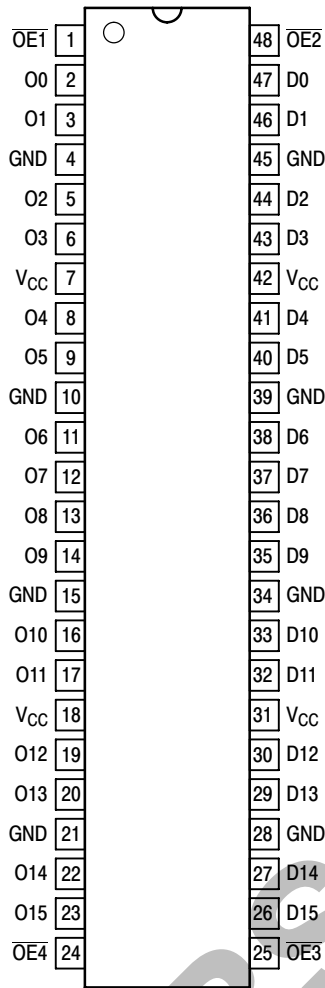 OE1 1 48 OE2
O0 2 47 D0
O1 3 46 D1
GND 4 45 GND
O2 5 44 D2
O3 6 43 D3
VCC 7 42 VCC
O4 8 41 D4
O5 9 40 D5
GND 10 39 GND
O6 11 38 D6
O7 12 37 D7
O8 13 36 D8
O9 14 35 D9
GND 15 34 GND
O10 16 33 D10
O11 17 32 D11
VCC 18 31 VCC
O12 19 30 D12
O13 20 29 D13
GND 21 28 GND
O14 22 27 D14
O15 23 26 D15
OE4 24 25 OE3